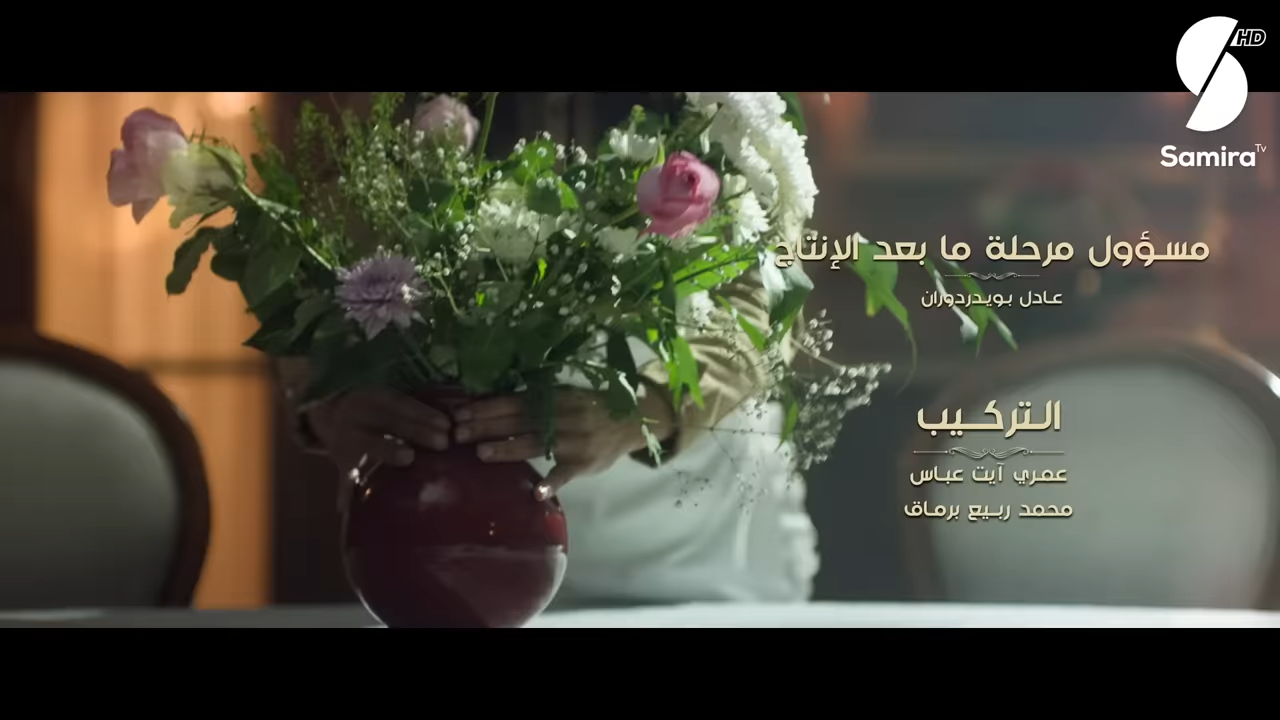 HD
Samira Tv
مسؤول مرحلة ما بعد الإنتاج
عادل بويدردوران
التركيب
عمري آيت عباس
محمد ربيع برماق